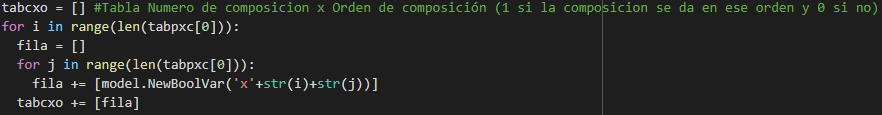 tabcxo = [] #Tabla Numero de composicion x Orden de composición (1 si la composicion se da en ese orden y 0 si no)
for i in range(len(tabpxc[0])):
  fila = []
  for j in range(len(tabpxc[0])):
    fila += [model.NewBoolVar('x'+str(i)+str(j))]
  tabcxo += [fila]